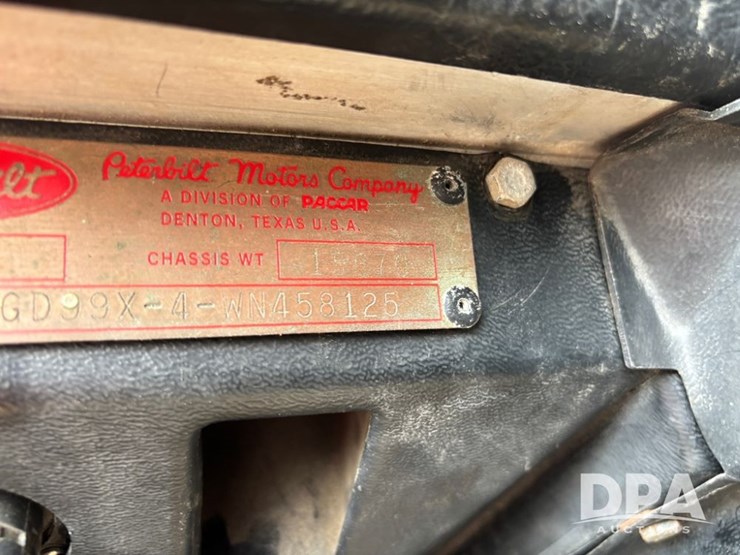 Peterbilt Motors Company
A DIVISION OF PACCAR
DENTON, TEXAS U.S.A.
CHASSIS WT
GD99X-4-WN458125
DPA
AUCTIONS